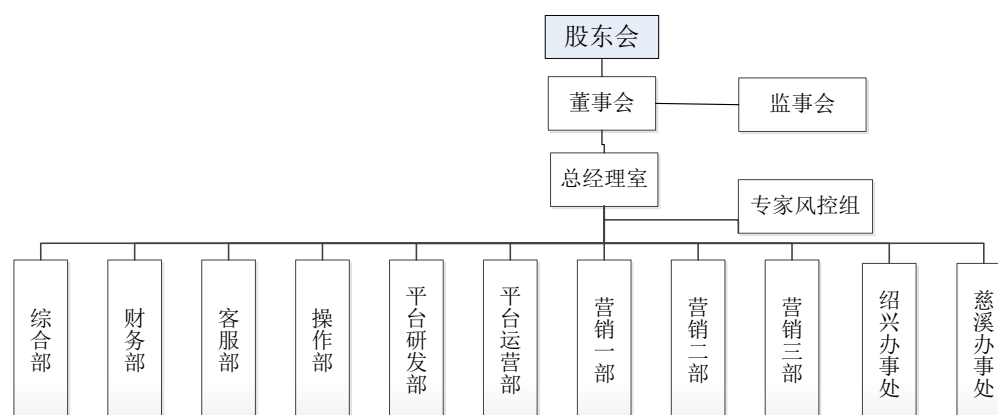 股东会
董事会
监事会
总经理室
专家风控组
综合部
财务部
客服部
操作部
平台研发部
平台运营部
营销一部
营销二部
营销三部
绍兴办事处
慈溪办事处